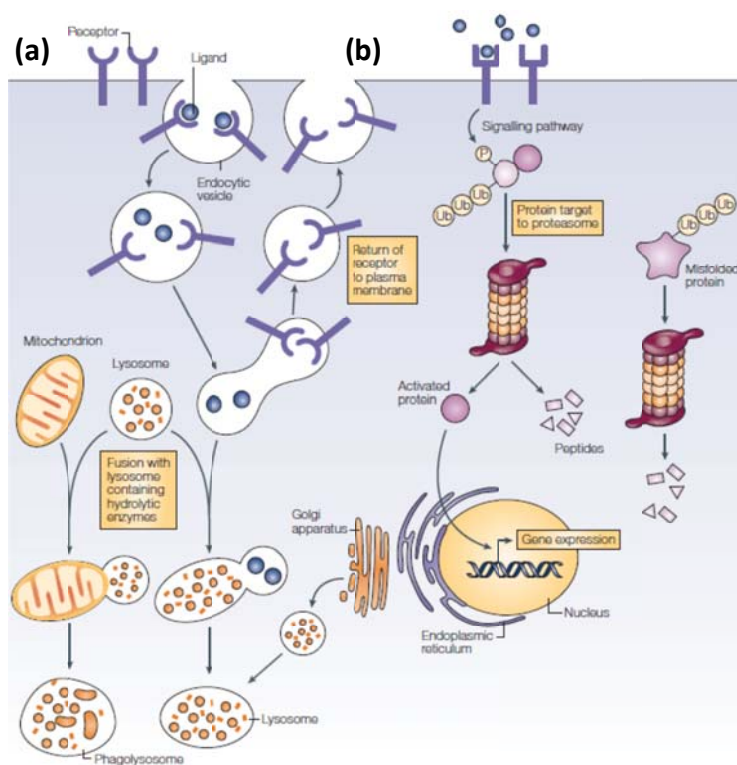 (a)
Receptor
Ligand
Endocytic
vesicle
Return of
receptor
to plasma
membrane
Mitochondrion
Lysosome
Fusion with
lysosome
containing
hydrolytic
enzymes
Phagolysosome
Lysosome
(b)
Signalling pathway
P
Ub
Ub
Ub
Protein target
to proteasome
Ub
Ub
Ub
Misfolded
protein
Activated
protein
Peptides
Golgi
apparatus
Gene expression
Nucleus
Endoplasmic
reticulum